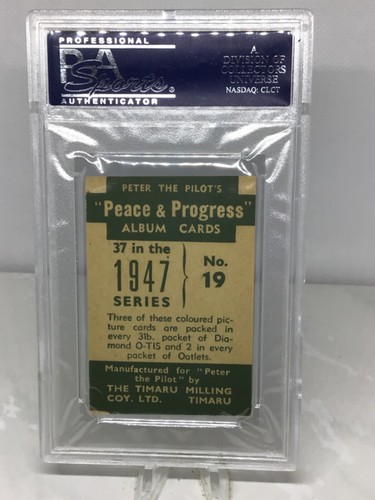 PROFESSIONAL
PSA
Sports®
AUTHENTICATOR
A
DIVISION OF
COLLECTORS
UNIVERSE
NASDAQ: CLCT
PETER THE PILOT'S
"Peace & Progress"
ALBUM CARDS
37 in the
1947
SERIES
No.
19
Three of these coloured pic-
ture cards are packed in
every 3lb. packet of Dia-
mond O-TIS and 2 in every
packet of Oatlets.
Manufactured for "Peter
the Pilot" by
THE TIMARU MILLING
COY. LTD. TIMARU